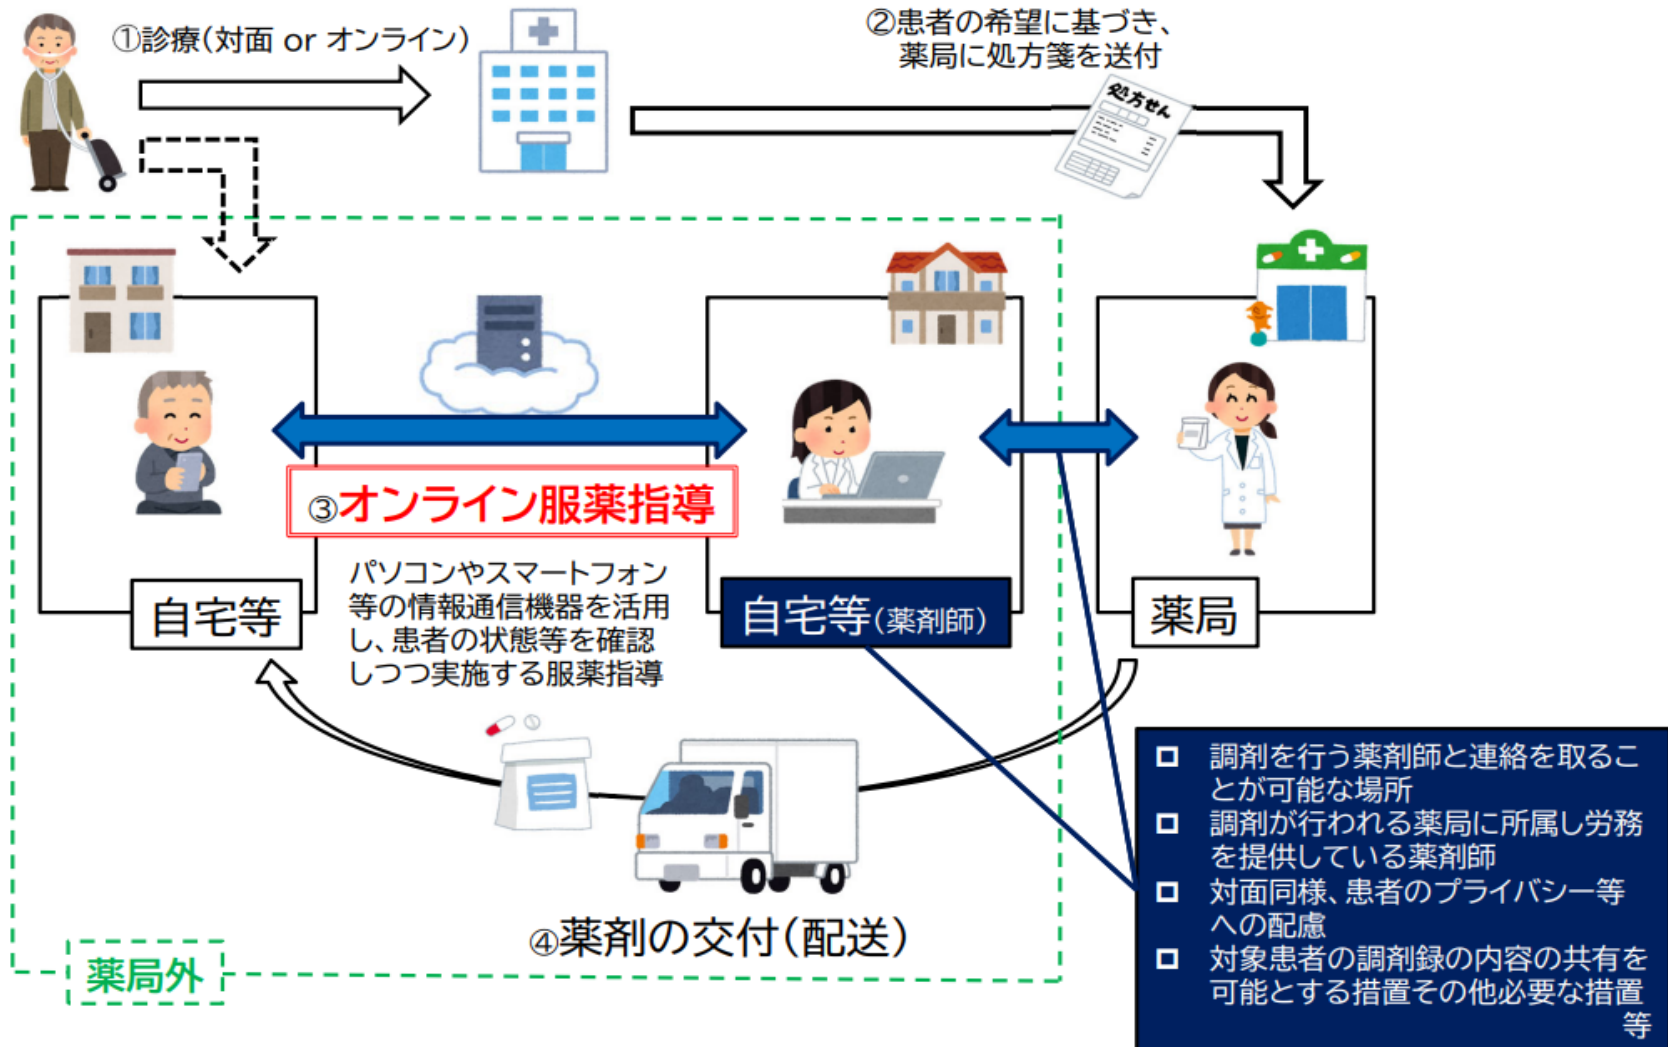 ①診療(対面 or オンライン)
②患者の希望に基づき、
薬局に処方箋を送付
処方せん
③オンライン服薬指導
パソコンやスマートフォン
等の情報通信機器を活用
し、患者の状態等を確認
しつつ実施する服薬指導
自宅等
自宅等(薬剤師)
薬局
④薬剤の交付(配送)
薬局外
□ 調剤を行う薬剤師と連絡を取るこ
とが可能な場所
□ 調剤が行われる薬局に所属し労務
を提供している薬剤師
□ 対面同様、患者のプライバシー等
への配慮
□ 対象患者の調剤録の内容の共有を
可能とする措置その他必要な措置
等